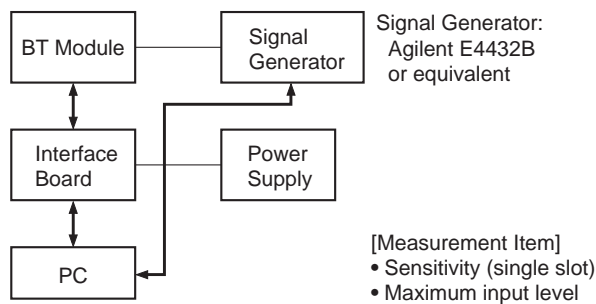 BT Module
Signal
Generator
Signal Generator:
Agilent E4432B
or equivalent
Interface
Board
Power
Supply
PC
[Measurement Item]
• Sensitivity (single slot)
• Maximum input level